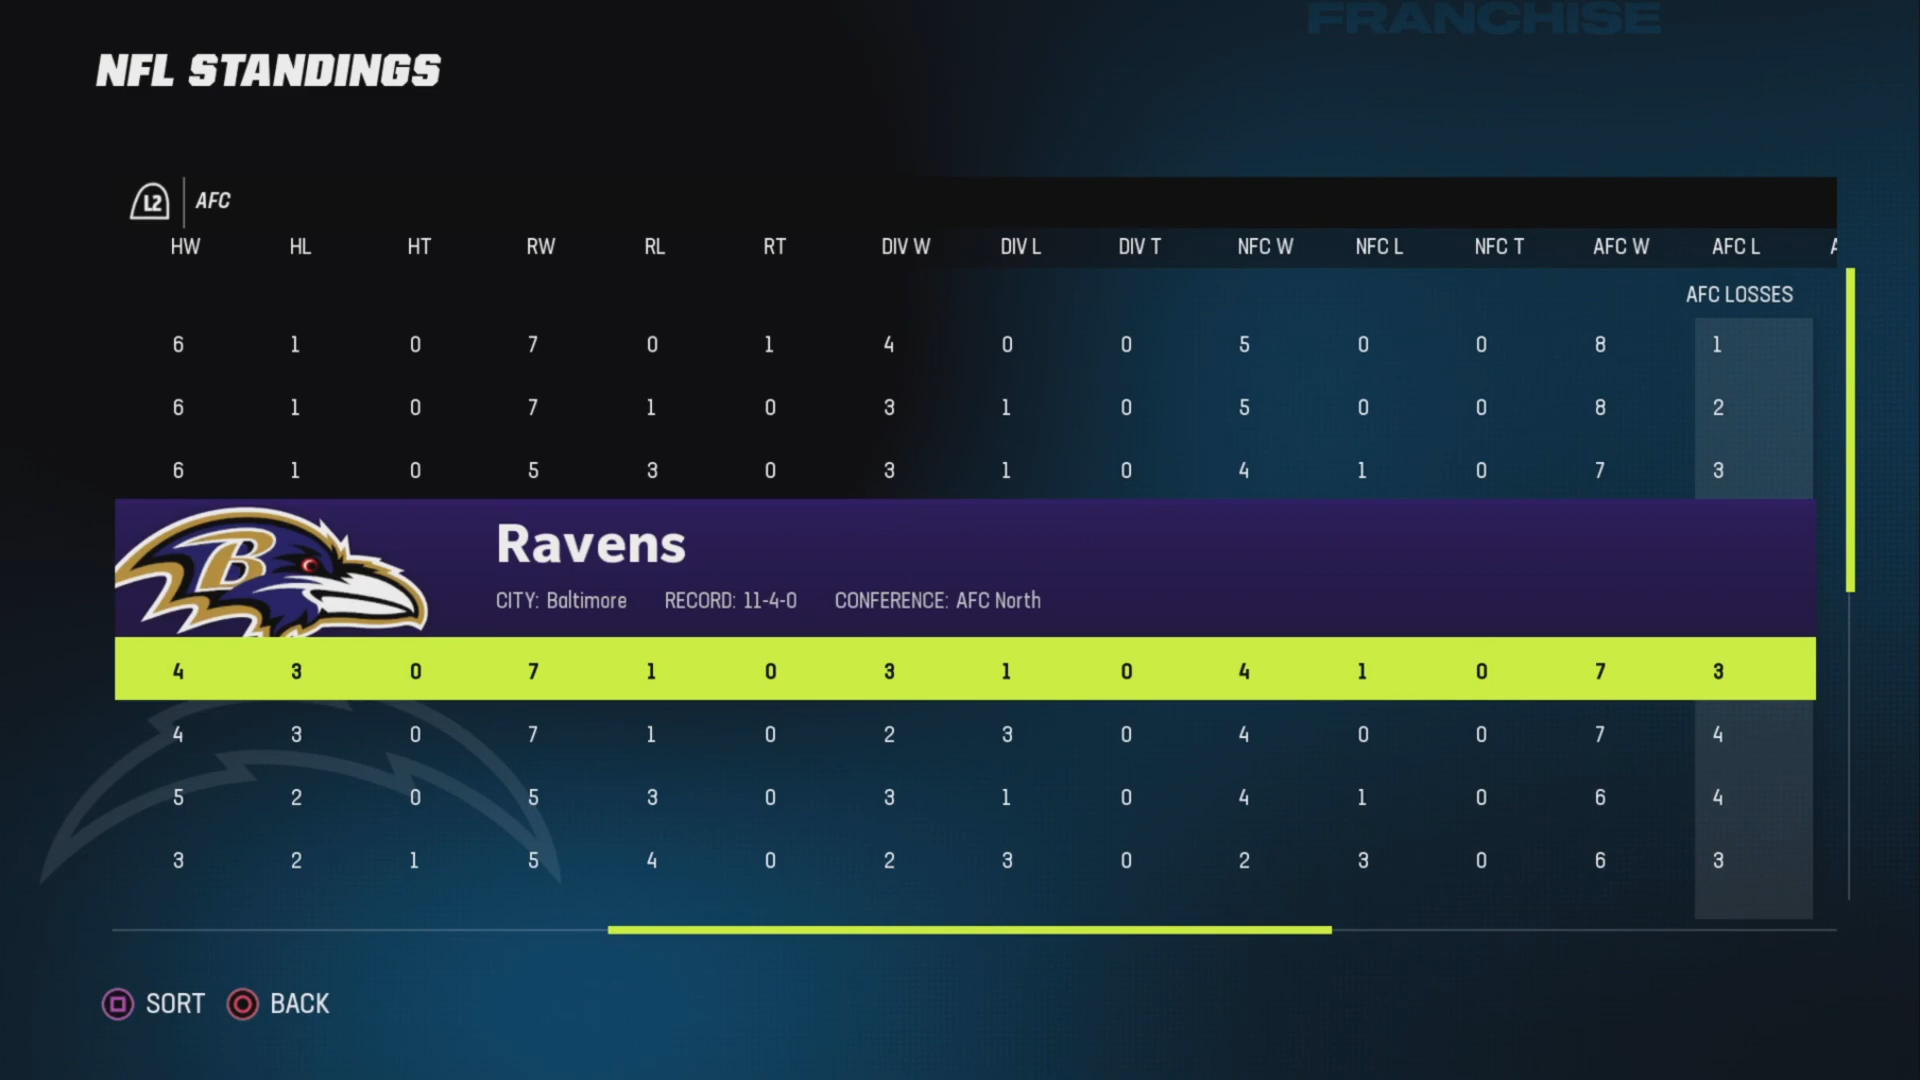 FRANCHISE
NFL STANDINGS
L2 AFC
HW HL HT RW RL RT DIV W DIV L DIV T NFC W NFC L NFC T AFC W AFC L
AFC LOSSES
6 1 0 7 0 1 4 0 0 5 0 0 8 1
6 1 0 7 1 0 3 1 0 5 0 0 8 2
6 1 0 5 3 0 3 1 0 4 1 0 7 3
B
Ravens
CITY: Baltimore RECORD: 11-4-0 CONFERENCE: AFC North
4 3 0 7 1 0 3 1 0 4 1 0 7 3
4 3 0 7 1 0 2 3 0 4 0 0 7 4
5 2 0 5 3 0 3 1 0 4 1 0 6 4
3 2 1 5 4 0 2 3 0 2 3 0 6 3
SORT BACK